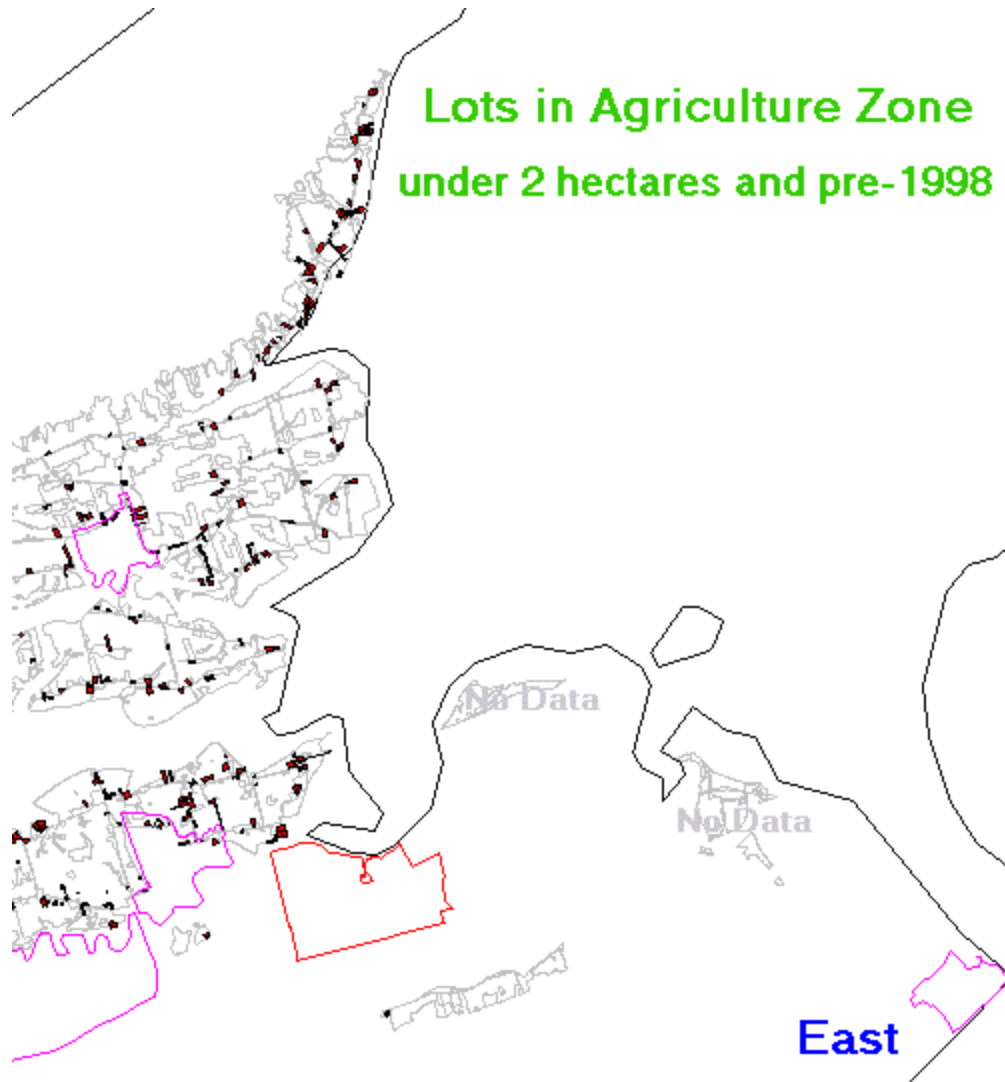 Lots in Agriculture Zone
under 2 hectares and pre-1998
No Data
No Data
East